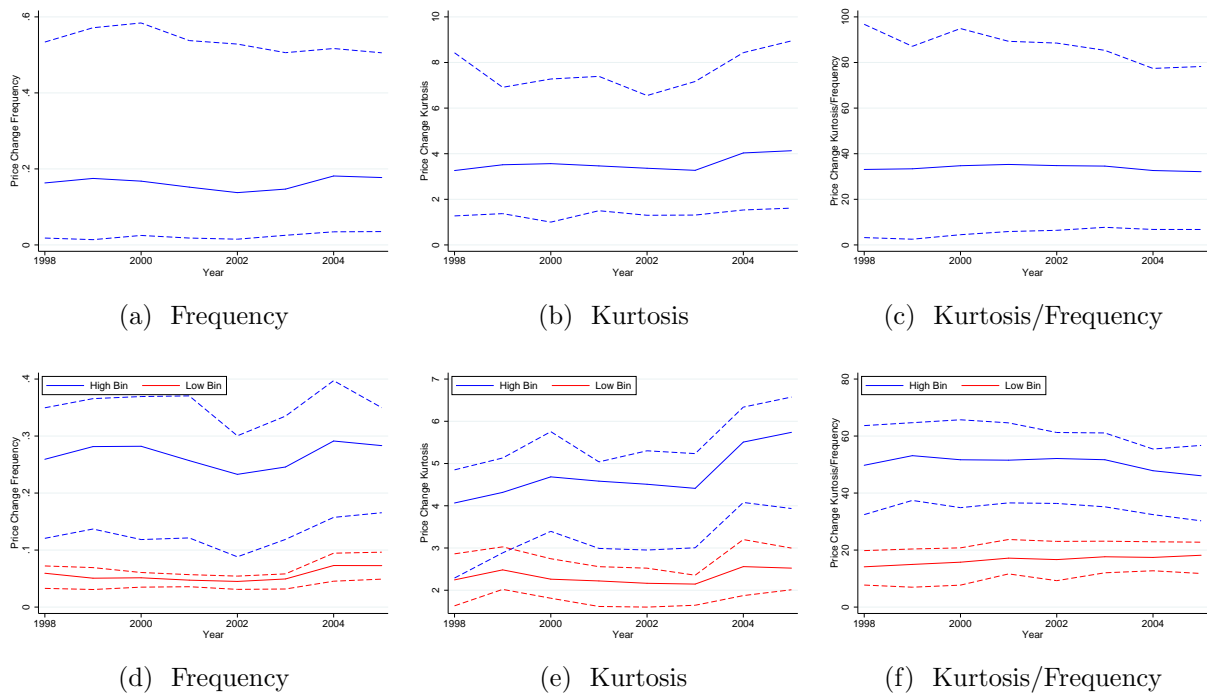 Price Change Frequency
.6
.4
.2
0
1998 2000 2002 2004
Year
(a) Frequency
Price Change Kurtosis
10
8
6
4
2
0
1998 2000 2002 2004
Year
(b) Kurtosis
Price Change Kurtosis/Frequency
100
80
60
40
20
0
1998 2000 2002 2004
Year
(c) Kurtosis/Frequency
High Bin Low Bin
Price Change Frequency
.4
.3
.2
.1
0
1998 2000 2002 2004
Year
(d) Frequency
High Bin Low Bin
Price Change Kurtosis
7
6
5
4
3
2
1998 2000 2002 2004
Year
(e) Kurtosis
High Bin Low Bin
Price Change Kurtosis/Frequency
80
60
40
20
0
1998 2000 2002 2004
Year
(f) Kurtosis/Frequency